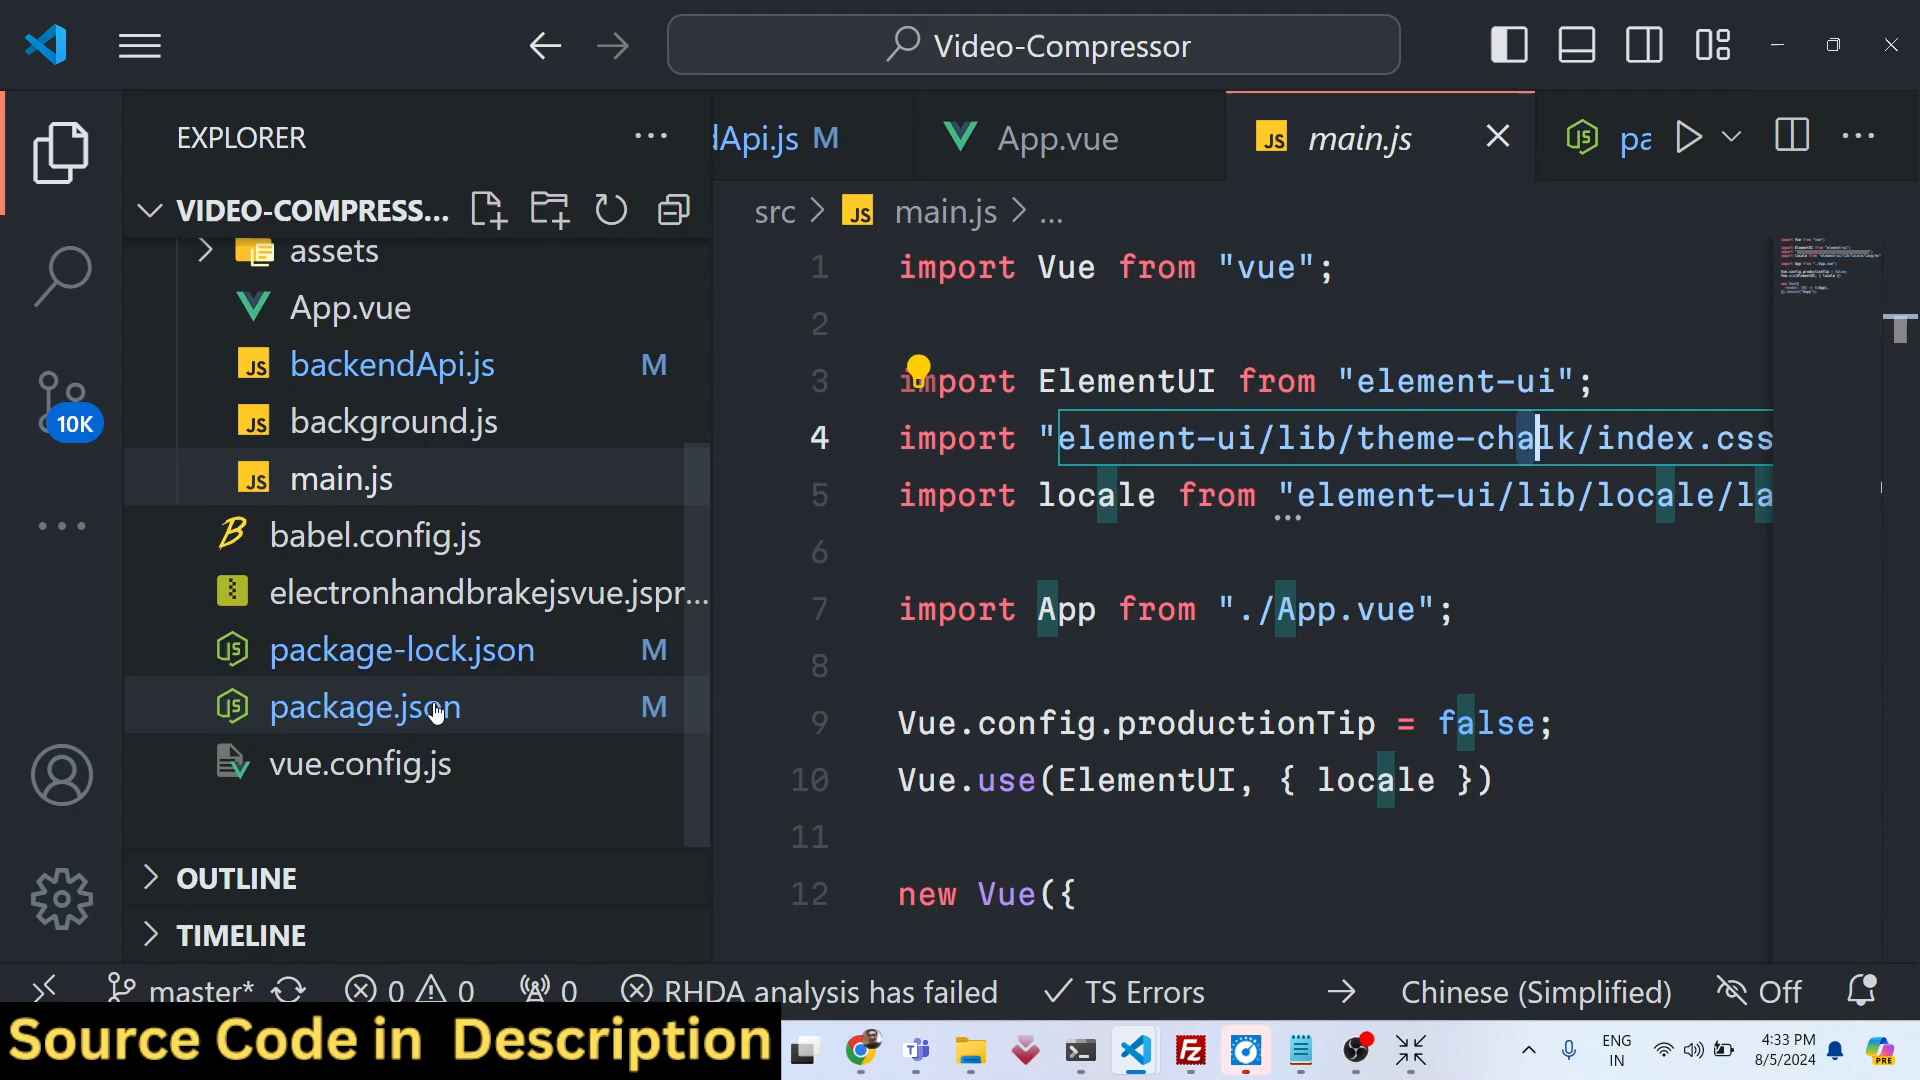 Video-Compressor
EXPLORER
VIDEO-COMPRESS...
assets
App.vue
backendApi.js M
background.js
main.js
babel.config.js
electronhandbrakejsvue.jspr...
package-lock.json M
package.json M
vue.config.js
OUTLINE
TIMELINE
10K
dApi.js M
App.vue
JS main.js
pa
src > JS main.js > ...
1 import Vue from "vue";
2
3 import ElementUI from "element-ui";
4 import "element-ui/lib/theme-chalk/index.css
5 import locale from "element-ui/lib/locale/la
6
7 import App from "./App.vue";
8
9 Vue.config.productionTip = false;
10 Vue.use(ElementUI, { locale })
11
12 new Vue({
master* 0 0 0 RHDA analysis has failed TS Errors Chinese (Simplified) Off
Source Code in Description
ENG
IN
4:33 PM
8/5/2024
PRE